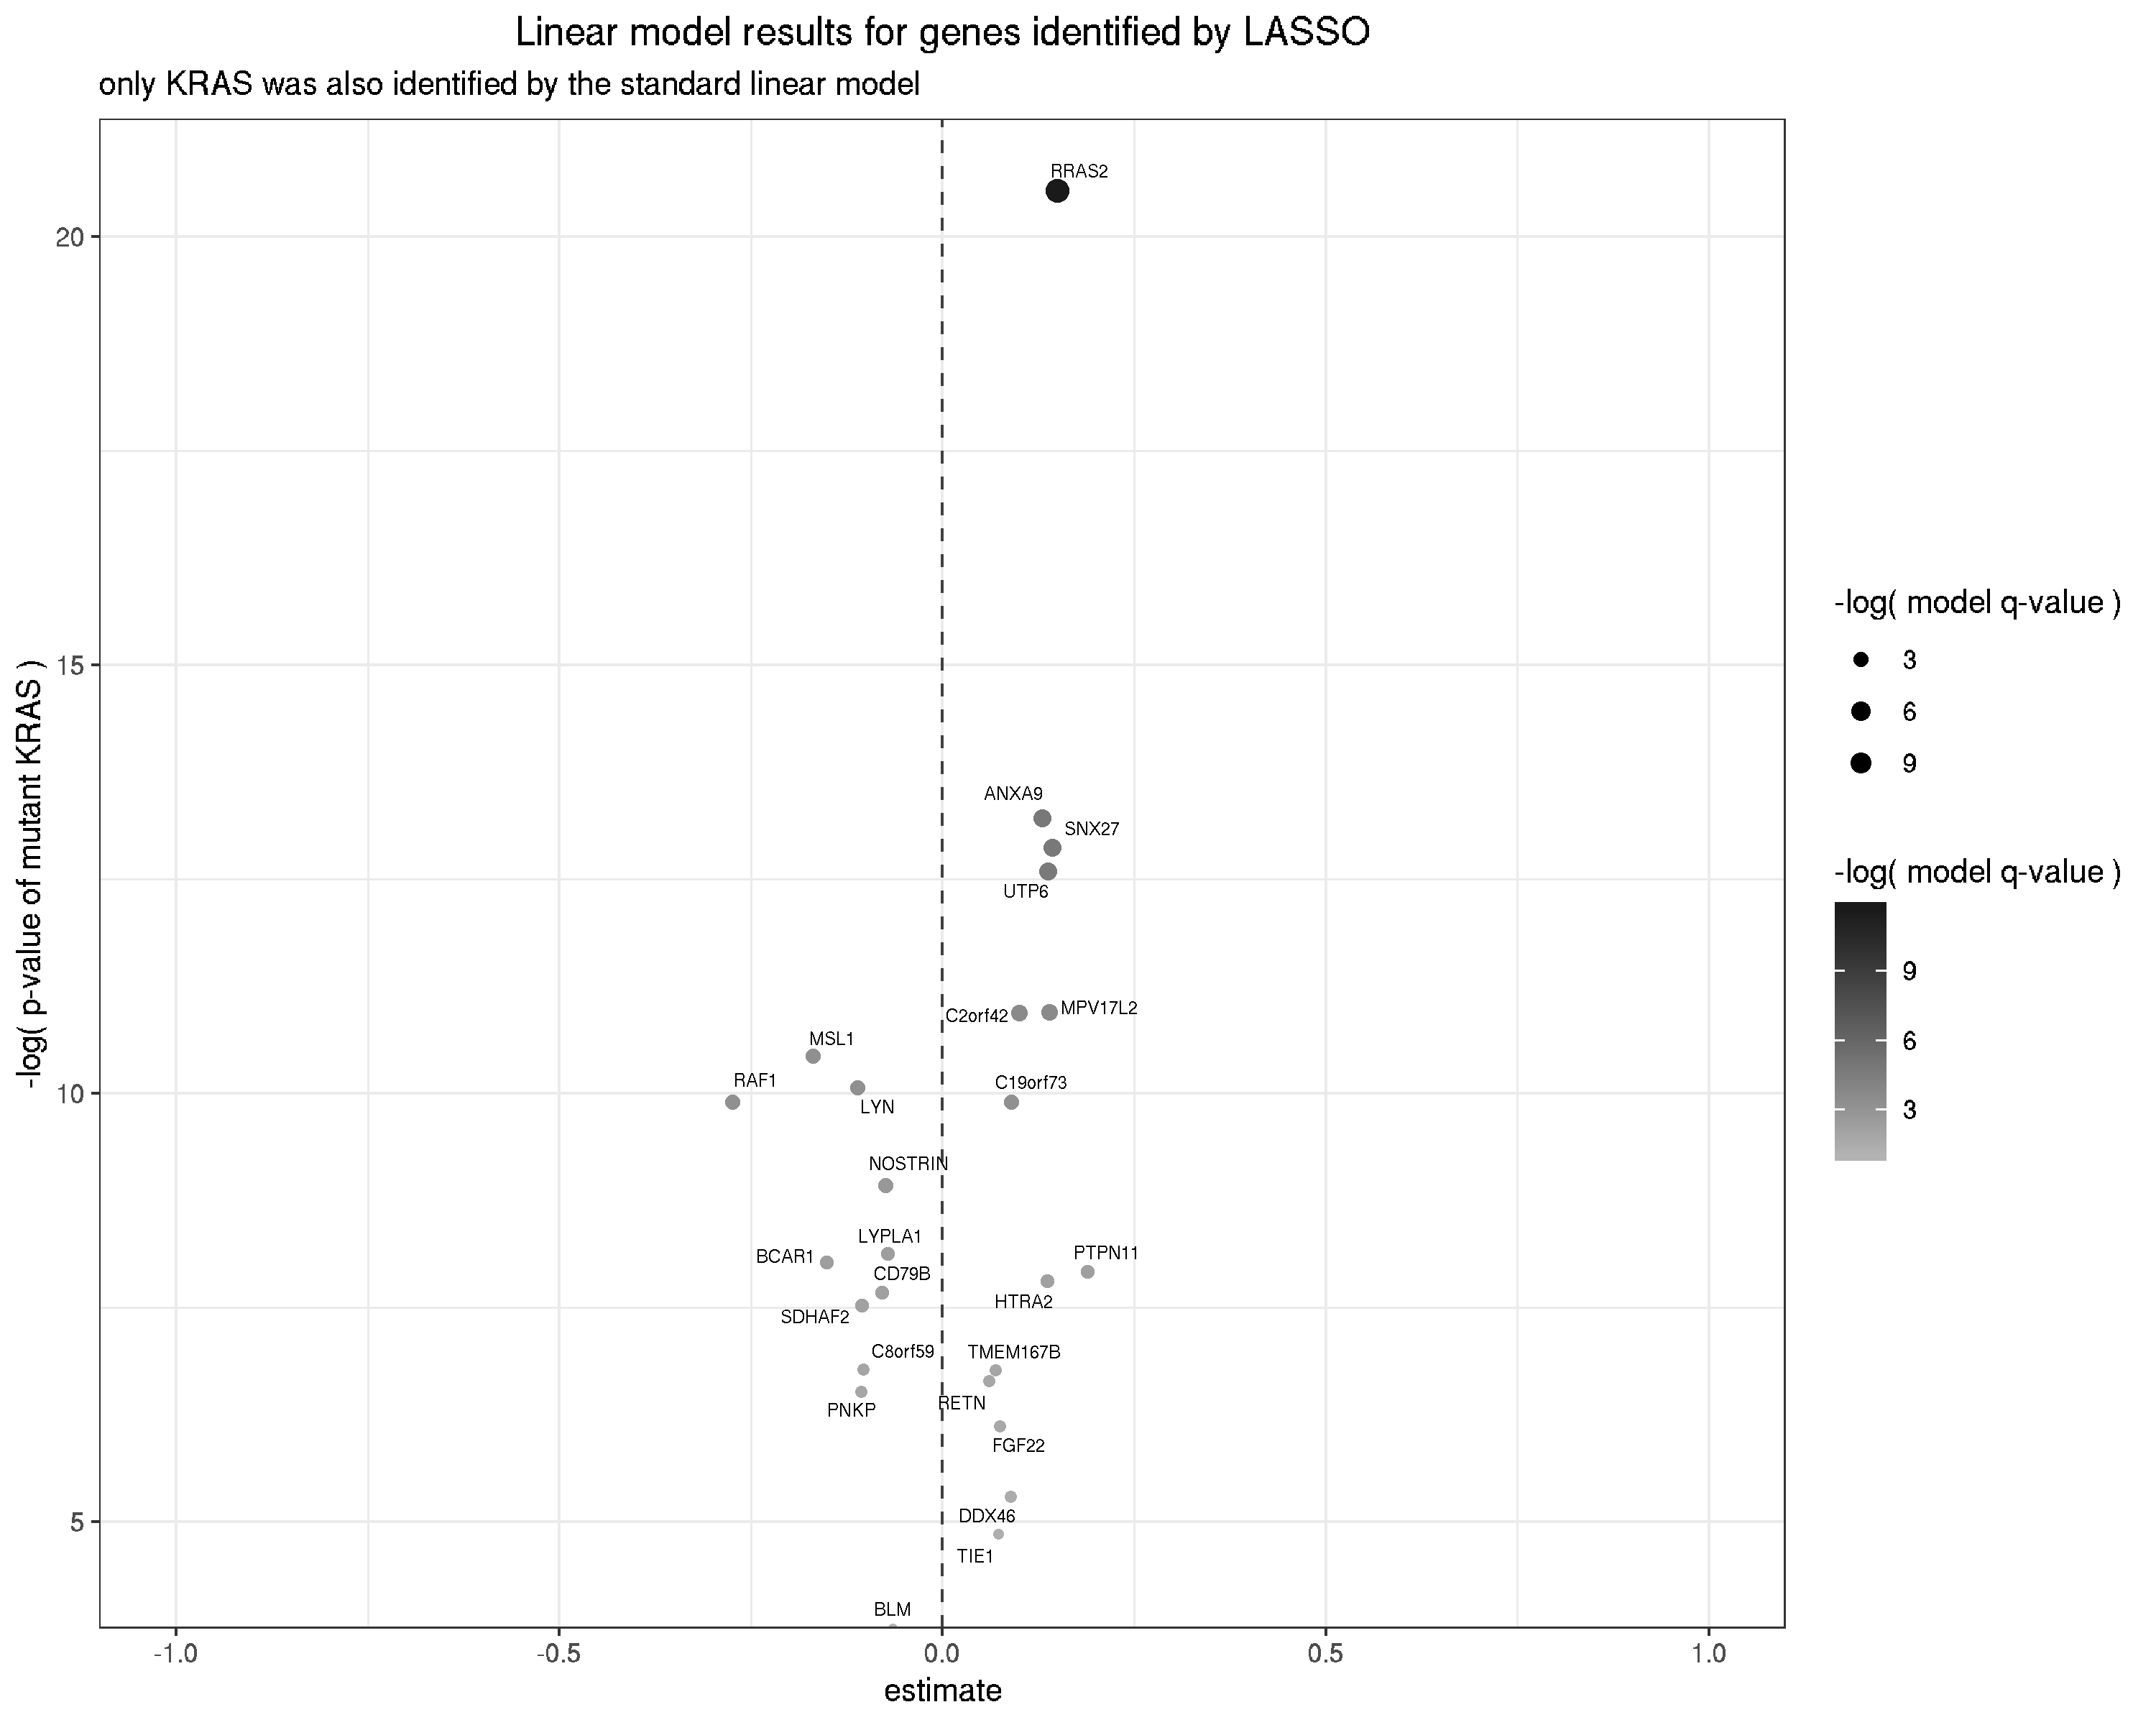 Linear model results for genes identified by LASSO
only KRAS was also identified by the standard linear model
-log( p-value of mutant KRAS )
20
15
10
5
RRAS2
ANXA9
SNX27
UTP6
C2orf42
MPV17L2
MSL1
RAF1
LYN
C19orf73
NOSTRIN
LYPLA1
BCAR1
CD79B
SDHAF2
PTPN11
HTRA2
C8orf59
PNKP
TMEM167B
RETN
FGF22
DDX46
TIE1
BLM
-1.0
-0.5
0.0
0.5
1.0
estimate
-log( model q-value )
3
6
9
-log( model q-value )
9
6
3